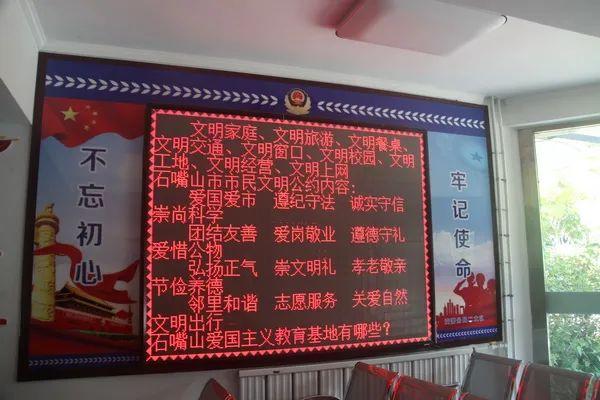 不忘初心
文明家庭、文明旅游、文明餐桌、
文明交通、文明窗口、文明校园、文明
工地、文明经营、文明上网
石嘴山市市民文明公约内容：
爱国爱市 遵纪守法 诚实守信
崇尚科学
团结友善 爱岗敬业 遵德守礼
爱惜公物
弘扬正气 崇文明礼 孝老敬亲
节俭养德
邻里和谐 志愿服务 关爱自然
文明出行
石嘴山爱国主义教育基地有哪些？
牢记使命